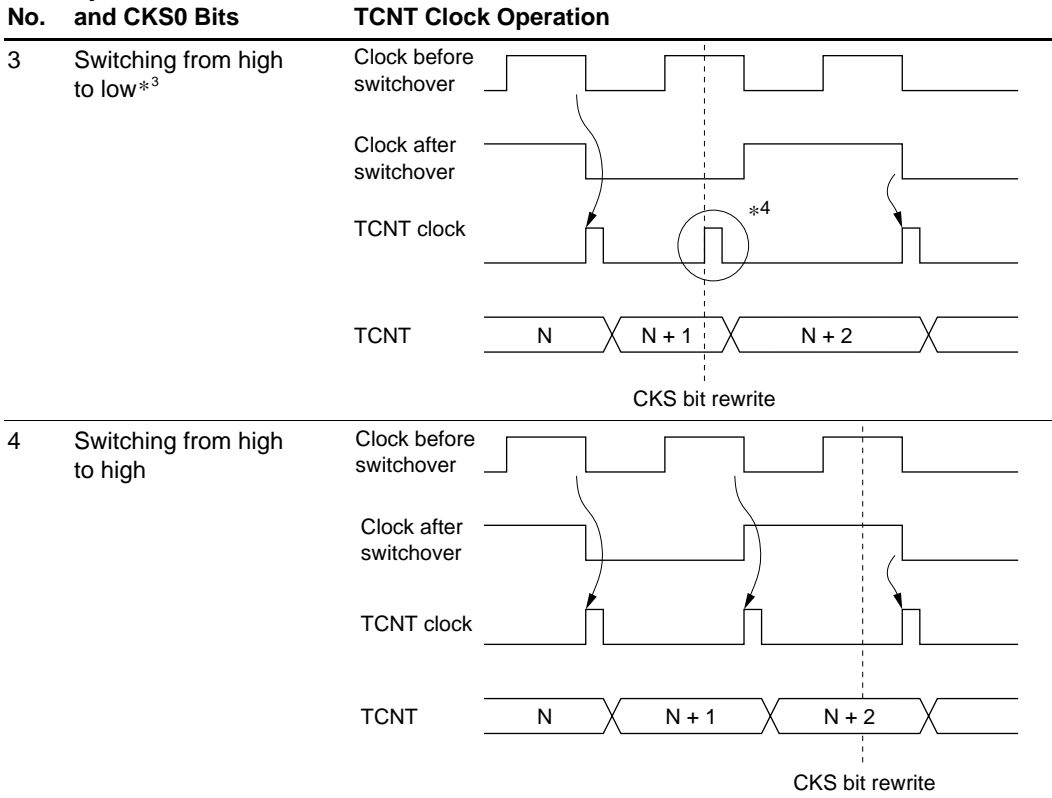 No. and CKS0 Bits TCNT Clock Operation
3 Switching from high to low*3
Clock before switchover
Clock after switchover
*4
TCNT clock
TCNT N N + 1 N + 2
CKS bit rewrite
4 Switching from high to high
Clock before switchover
Clock after switchover
TCNT clock
TCNT N N + 1 N + 2
CKS bit rewrite